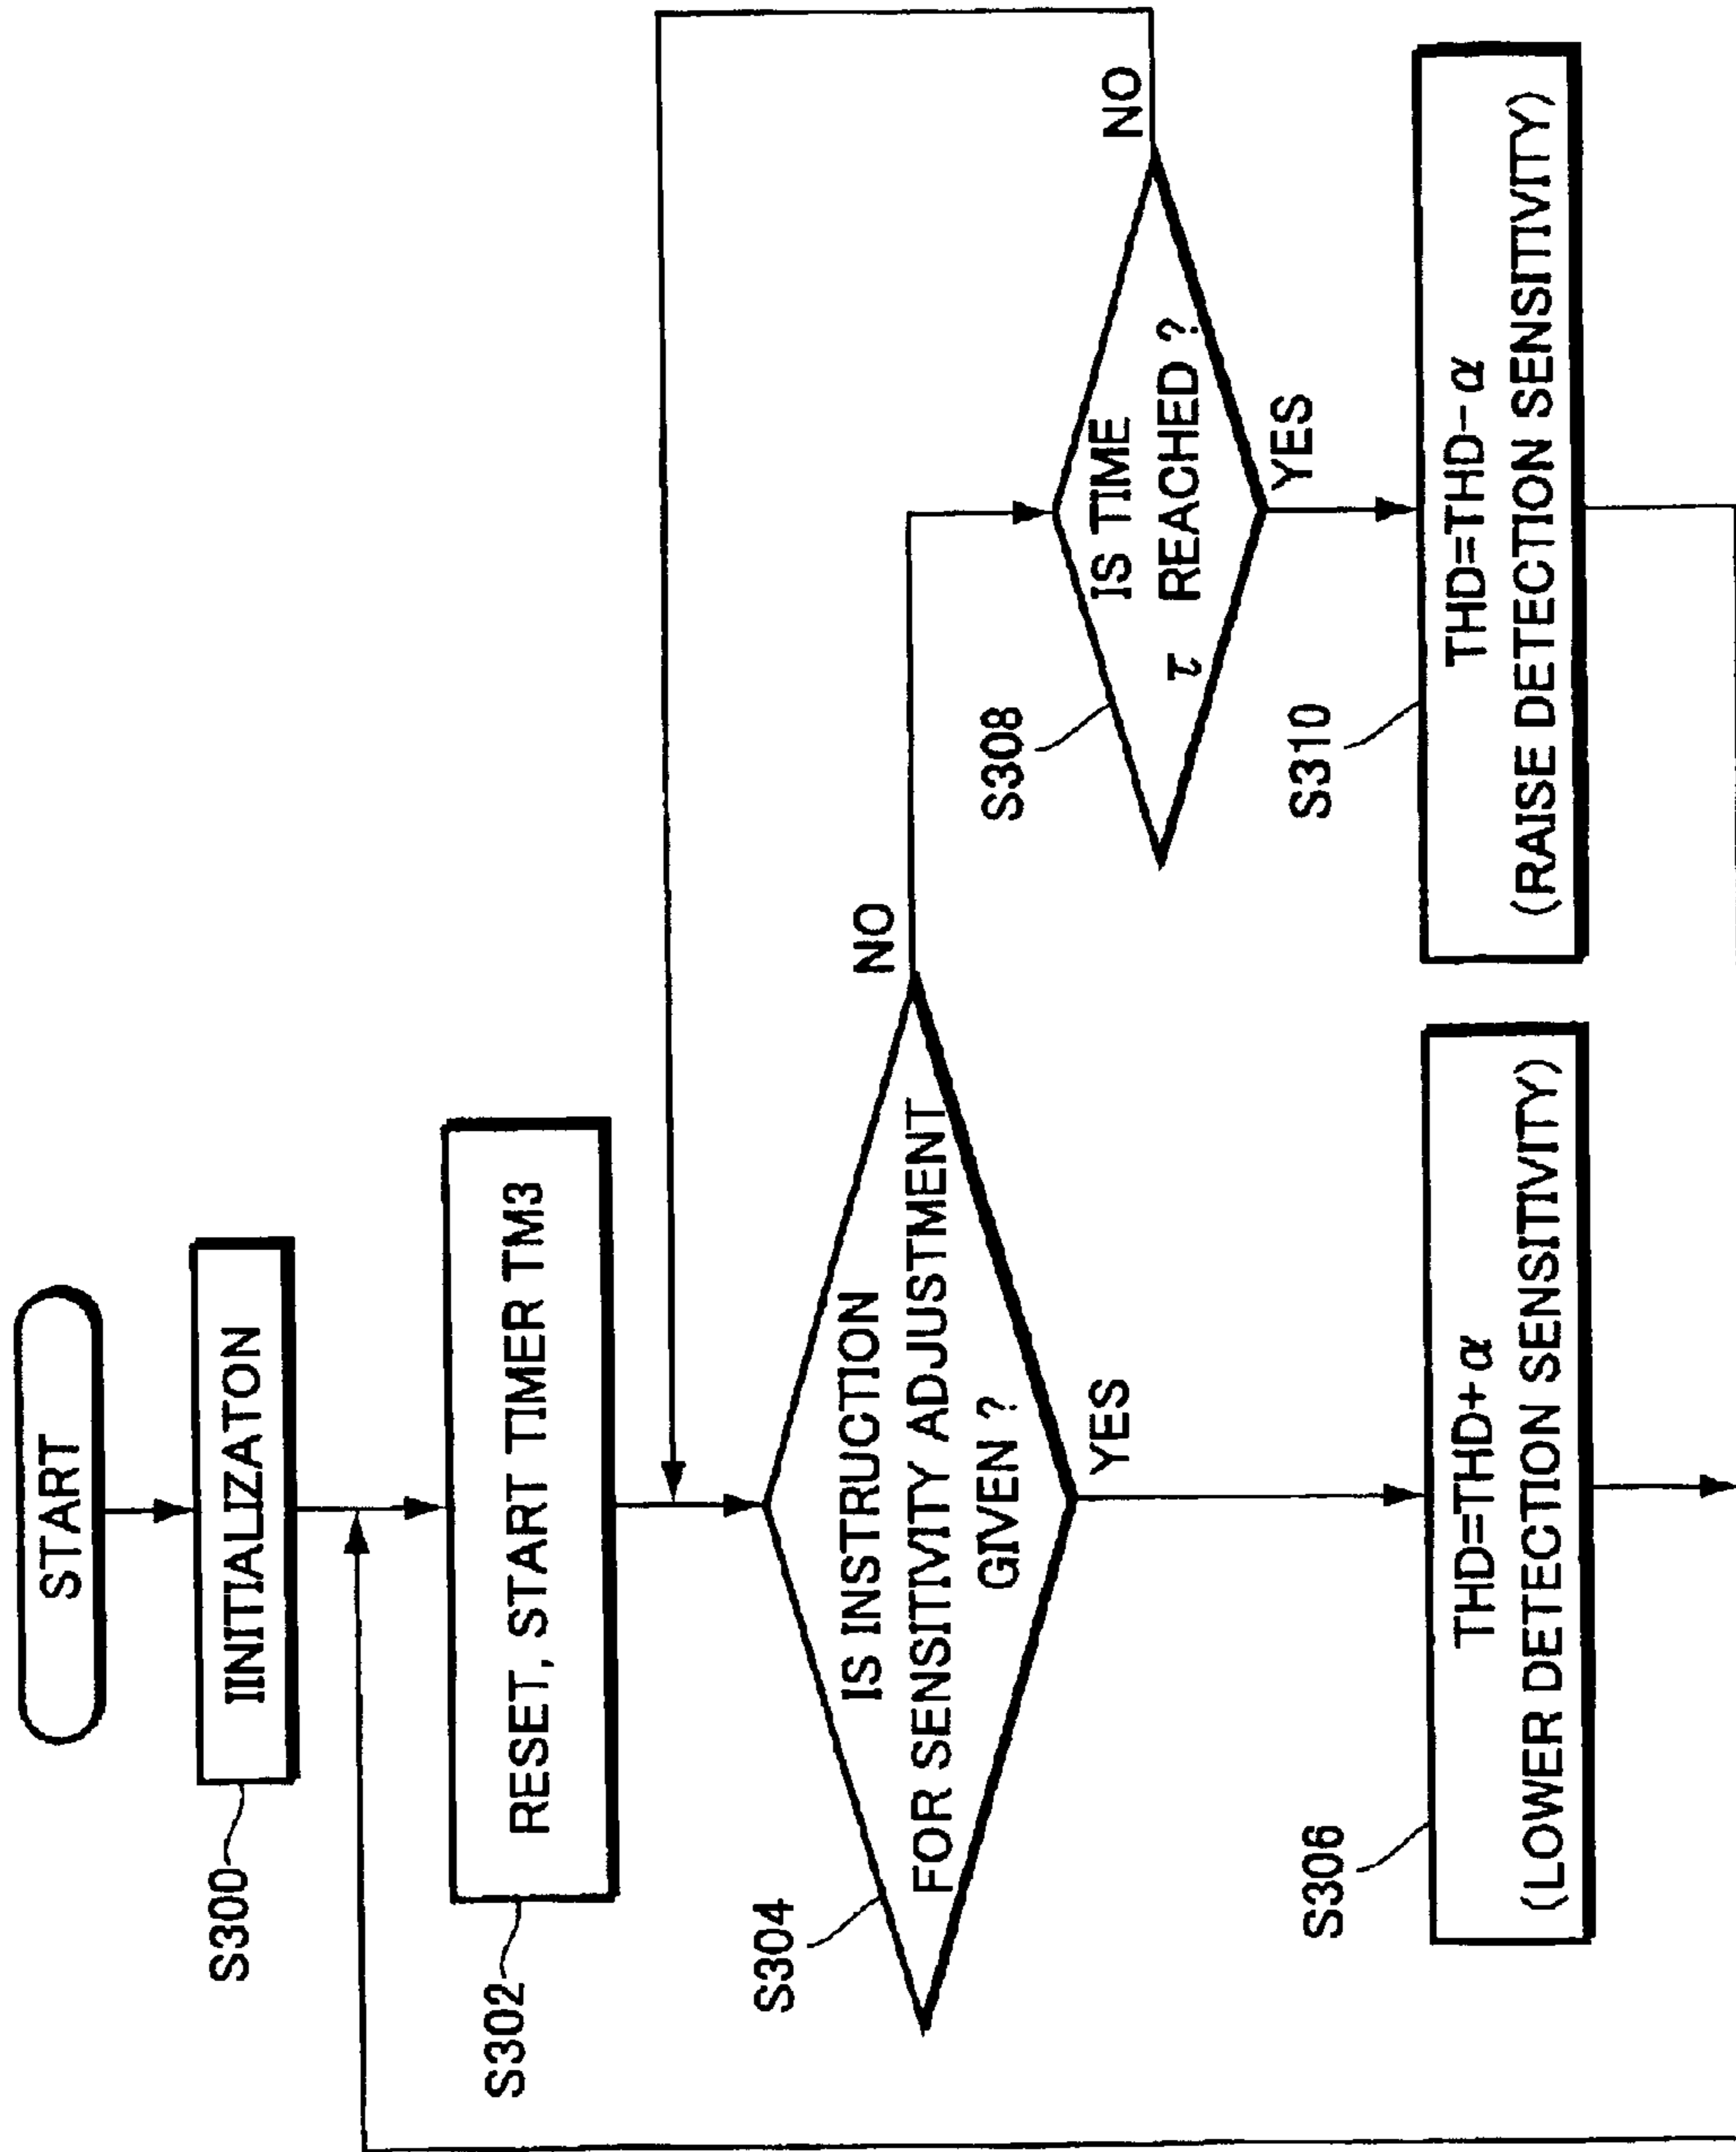 START
S300
IINITIALIZATON
S302
RESET, START TIMER TM3
S304
IS INSTRUCTION
FOR SENSITIVITY ADJUSTMENT
GIVEN ?
NO
YES
S308
IS TIME
τ REACHED ?
NO
YES
S306
THD=THD+α
(LOWER DETECTION SENSITIVITY)
S310
THD=THD-α
(RAISE DETECTION SENSITIVITY)